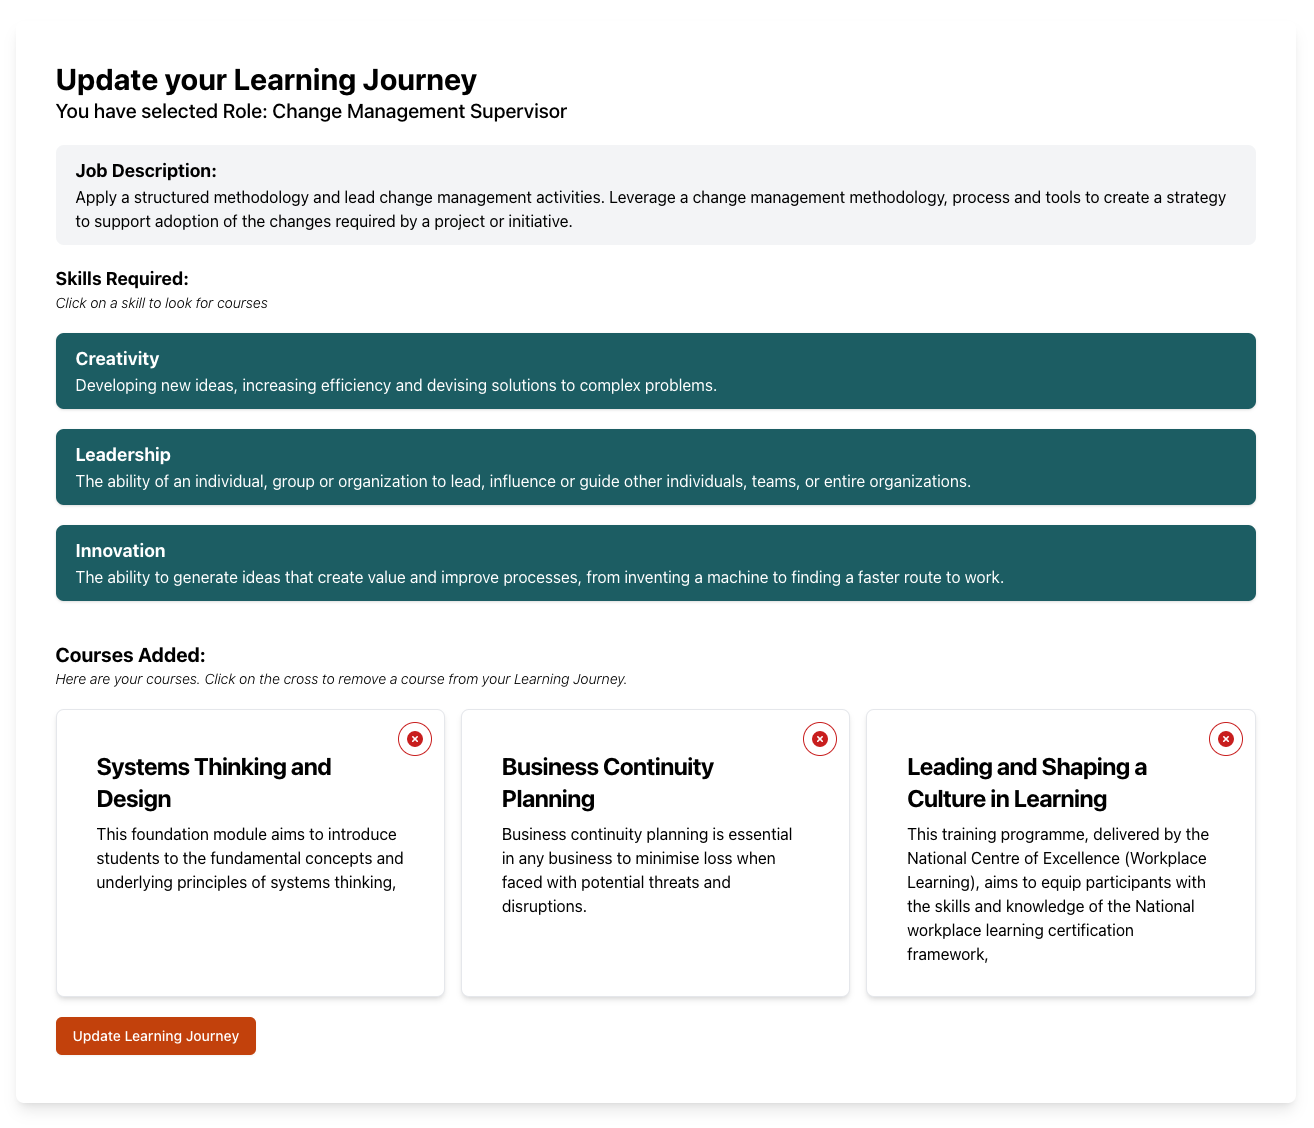 Update your Learning Journey
You have selected Role: Change Management Supervisor
Job Description:
Apply a structured methodology and lead change management activities. Leverage a change management methodology, process and tools to create a strategy
to support adoption of the changes required by a project or initiative.
Skills Required:
Click on a skill to look for courses
Creativity
Developing new ideas, increasing efficiency and devising solutions to complex problems.
Leadership
The ability of an individual, group or organization to lead, influence or guide other individuals, teams, or entire organizations.
Innovation
The ability to generate ideas that create value and improve processes, from inventing a machine to finding a faster route to work.
Courses Added:
Here are your courses. Click on the cross to remove a course from your Learning Journey.
Systems Thinking and
Design
This foundation module aims to introduce
students to the fundamental concepts and
underlying principles of systems thinking,
Business Continuity
Planning
Business continuity planning is essential
in any business to minimise loss when
faced with potential threats and
disruptions.
Leading and Shaping a
Culture in Learning
This training programme, delivered by the
National Centre of Excellence (Workplace
Learning), aims to equip participants with
the skills and knowledge of the National
workplace learning certification
framework,
Update Learning Journey